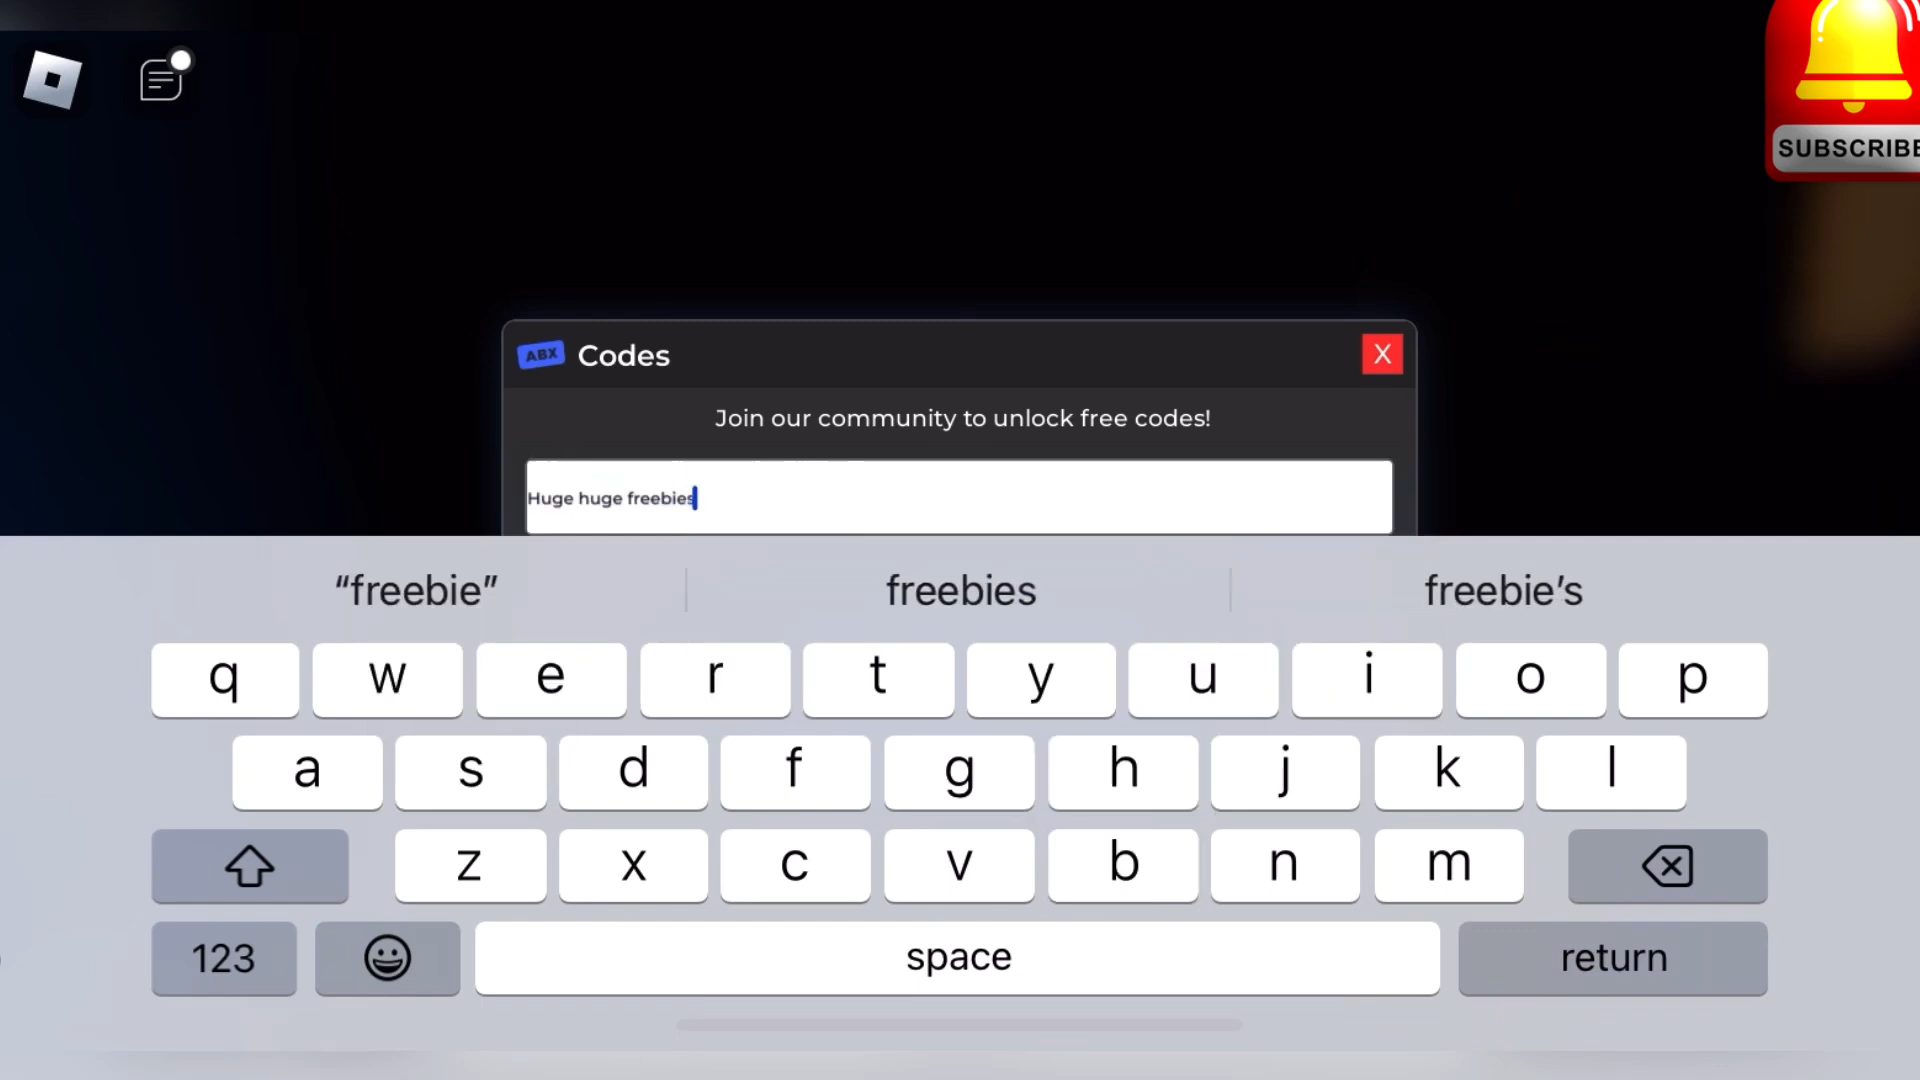 SUBSCRIBE
ABX Codes X
Join our community to unlock free codes!
Huge huge freebies
“freebie” freebies freebie’s
q w e r t y u i o p
a s d f g h j k l
z x c v b n m
123 space return